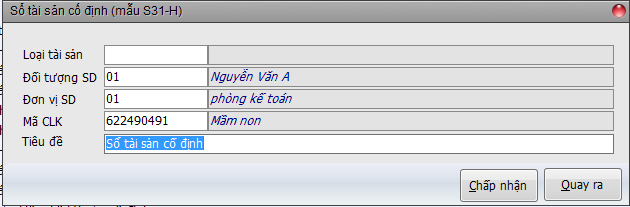 Sổ tài sản cố định (mẫu S31-H)
Loại tài sản
Đối tượng SD 01 Nguyễn Văn A
Đơn vị SD 01 phòng kế toán
Mã CLK 622490491 Mầm non
Tiêu đề Sổ tài sản cố định
Chấp nhận Quay ra